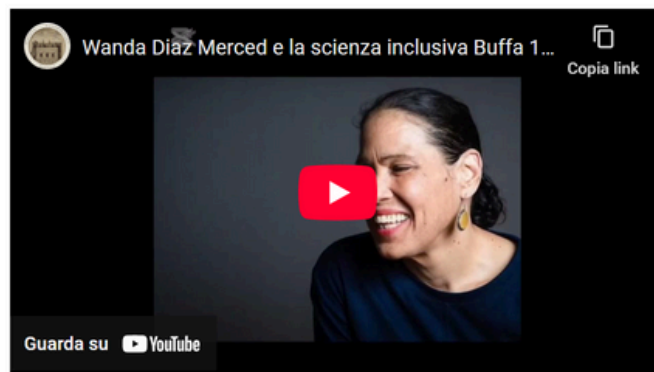 Wanda Diaz Merced e la scienza inclusiva Buffa 1...
Copia link
Guarda su YouTube